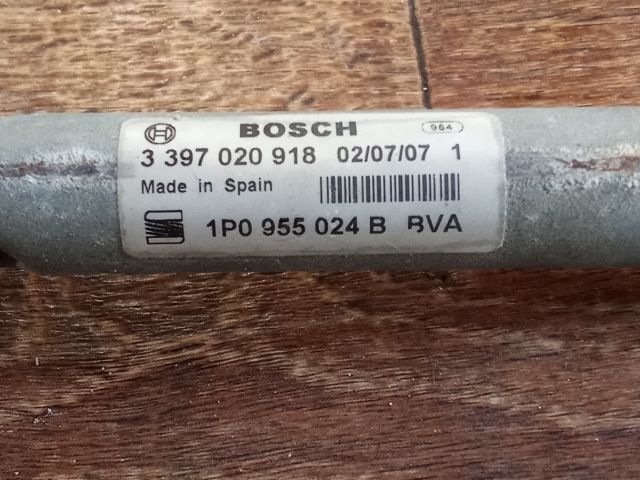 BOSCH 964
3 397 020 918 02/07/07 1
Made in Spain
1P0 955 024 B BVA